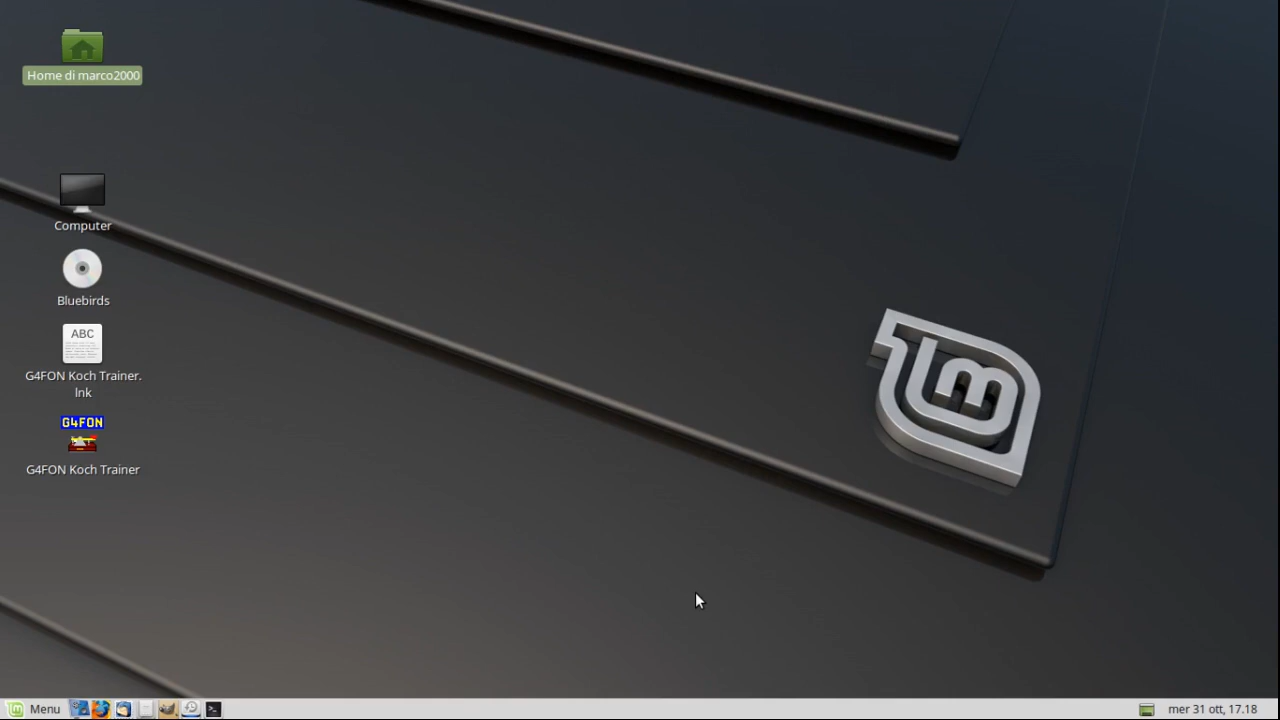 Home di marco2000
Computer
Bluebirds
ABC
G4FON Koch Trainer.
lnk
G4FON
G4FON Koch Trainer
Menu
mer 31 ott, 17.18